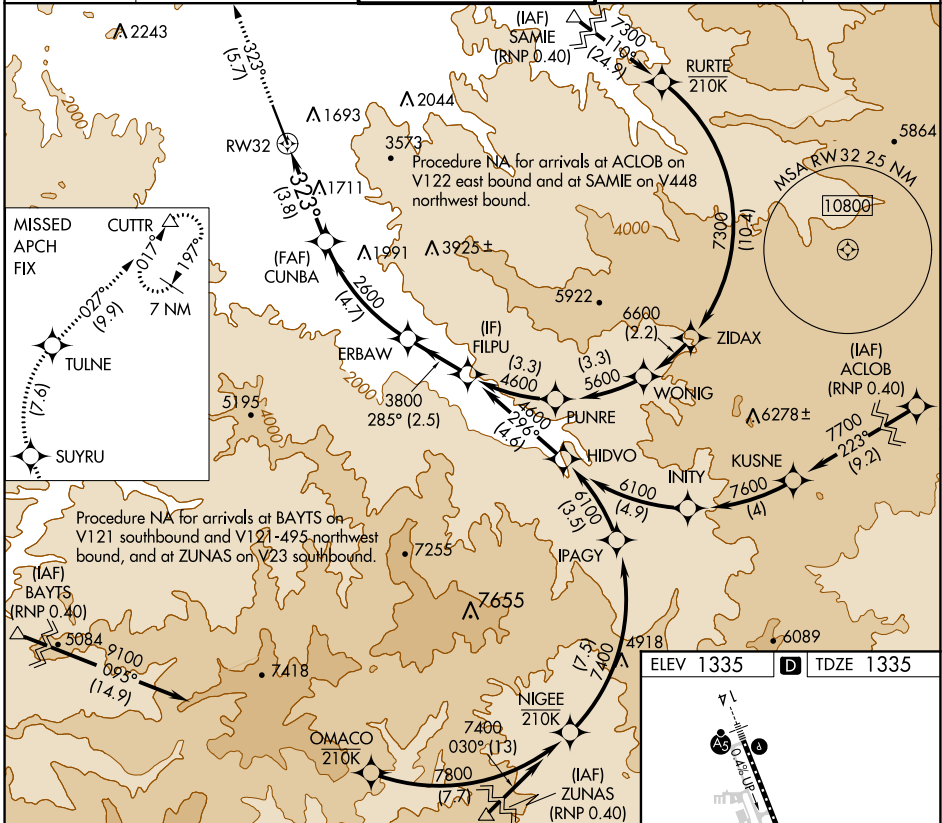 2243
2000
323°
(5.7)
(IAF)
SAMIE
(RNP 0.40)
7300
110°
(24.9)
RURTE
210K
1693
2044
RW32
3573
5864
Procedure NA for arrivals at ACLOB on
V122 east bound and at SAMIE on V448
northwest bound.
MSA RW32 25 NM
10800
323°
(3.8)
1711
MISSED
APCH
FIX
CUTTR
017°
197°
7 NM
027°
(9.9)
TULNE
(7.6)
SUYRU
(FAF)
CUNBA
1991
3925±
4000
7300
(10.4)
2600
(4.7)
5922
6600
(2.2)
ZIDAX
ERBAW
(IF)
FILPU
(3.3)
4600
(3.3)
5600
WONIG
PUNRE
(IAF)
ACLOB
(RNP 0.40)
2000
3800
285° (2.5)
5195
4000
4600
296°
(4.6)
6278±
7700
223°
(9.2)
HIDVO
INITY
KUSNE
6100
(4.9)
7600
(4)
6100
(3.5)
IPAGY
Procedure NA for arrivals at BAYTS on
V121 southbound and V121-495 northwest
bound, and at ZUNAS on V23 southbound.
7255
7655
(IAF)
BAYTS
(RNP 0.40)
5084
9100
095°
(14.9)
7418
6089
4918
(7.5)
7400
NIGEE
210K
OMACO
210K
7400
030° (13)
7800
(7.7)
(IAF)
ZUNAS
(RNP 0.40)
ELEV 1335
D
TDZE 1335
14
A5
0.4% UP